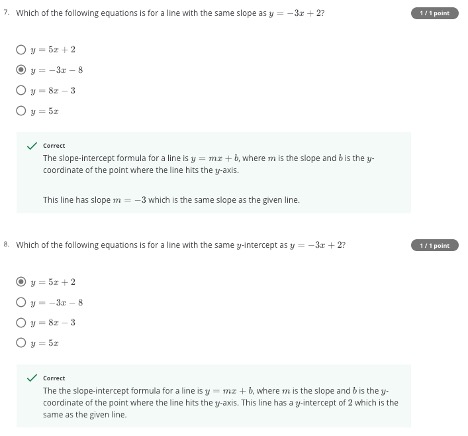 7. Which of the following equations is for a line with the same slope as y = −3x + 2?
1 / 1 point
y = 5x + 2
y = −3x − 8
y = 8x − 3
y = 5x
Correct
The slope-intercept formula for a line is y = mx + b, where m is the slope and b is the y-
coordinate of the point where the line hits the y-axis.
This line has slope m = −3 which is the same slope as the given line.
8. Which of the following equations is for a line with the same y-intercept as y = −3x + 2?
1 / 1 point
y = 5x + 2
y = −3x − 8
y = 8x − 3
y = 5x
Correct
The the slope-intercept formula for a line is y = mx + b, where m is the slope and b is the y-
coordinate of the point where the line hits the y-axis. This line has a y-intercept of 2 which is the
same as the given line.